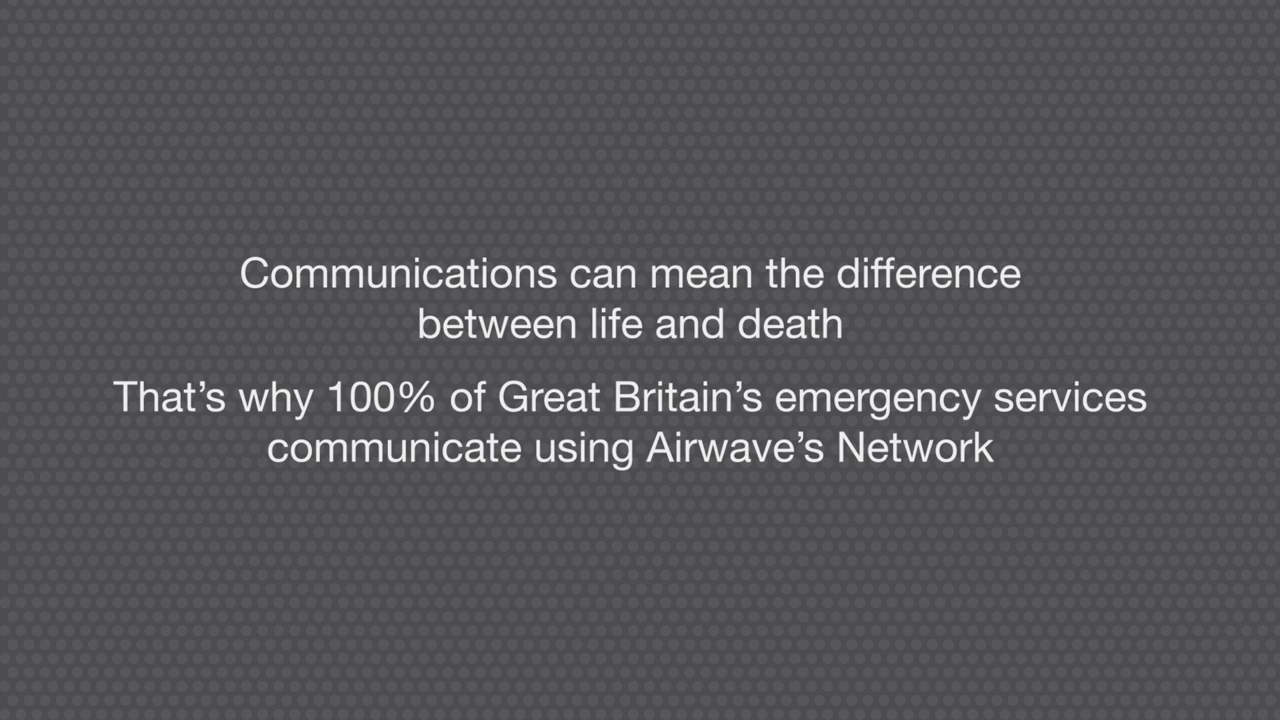 Communications can mean the difference
between life and death
That’s why 100% of Great Britain’s emergency services
communicate using Airwave’s Network